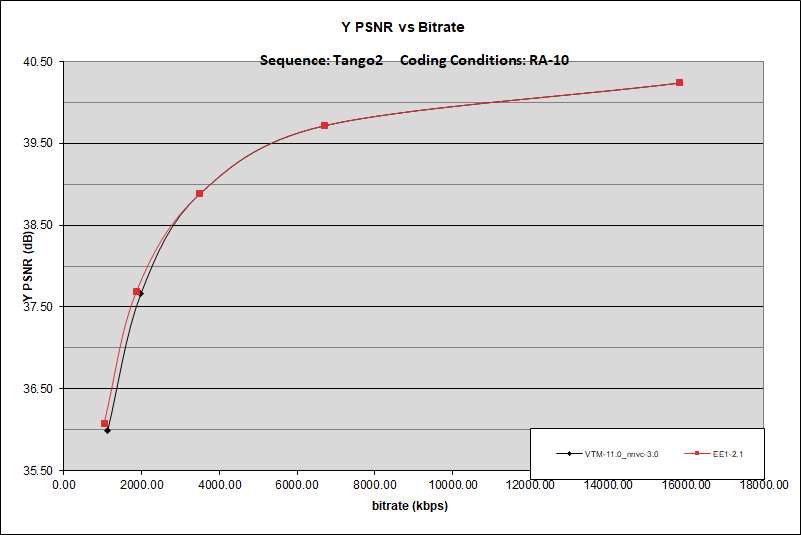 Y PSNR vs Bitrate
Sequence: Tango2 Coding Conditions: RA-10
40.50
39.50
38.50
37.50
36.50
35.50
Y PSNR (dB)
VTM-11.0_nnvc-3.0 EE1-2.1
0.00 2000.00 4000.00 6000.00 8000.00 10000.00 12000.00 14000.00 16000.00 18000.00
bitrate (kbps)